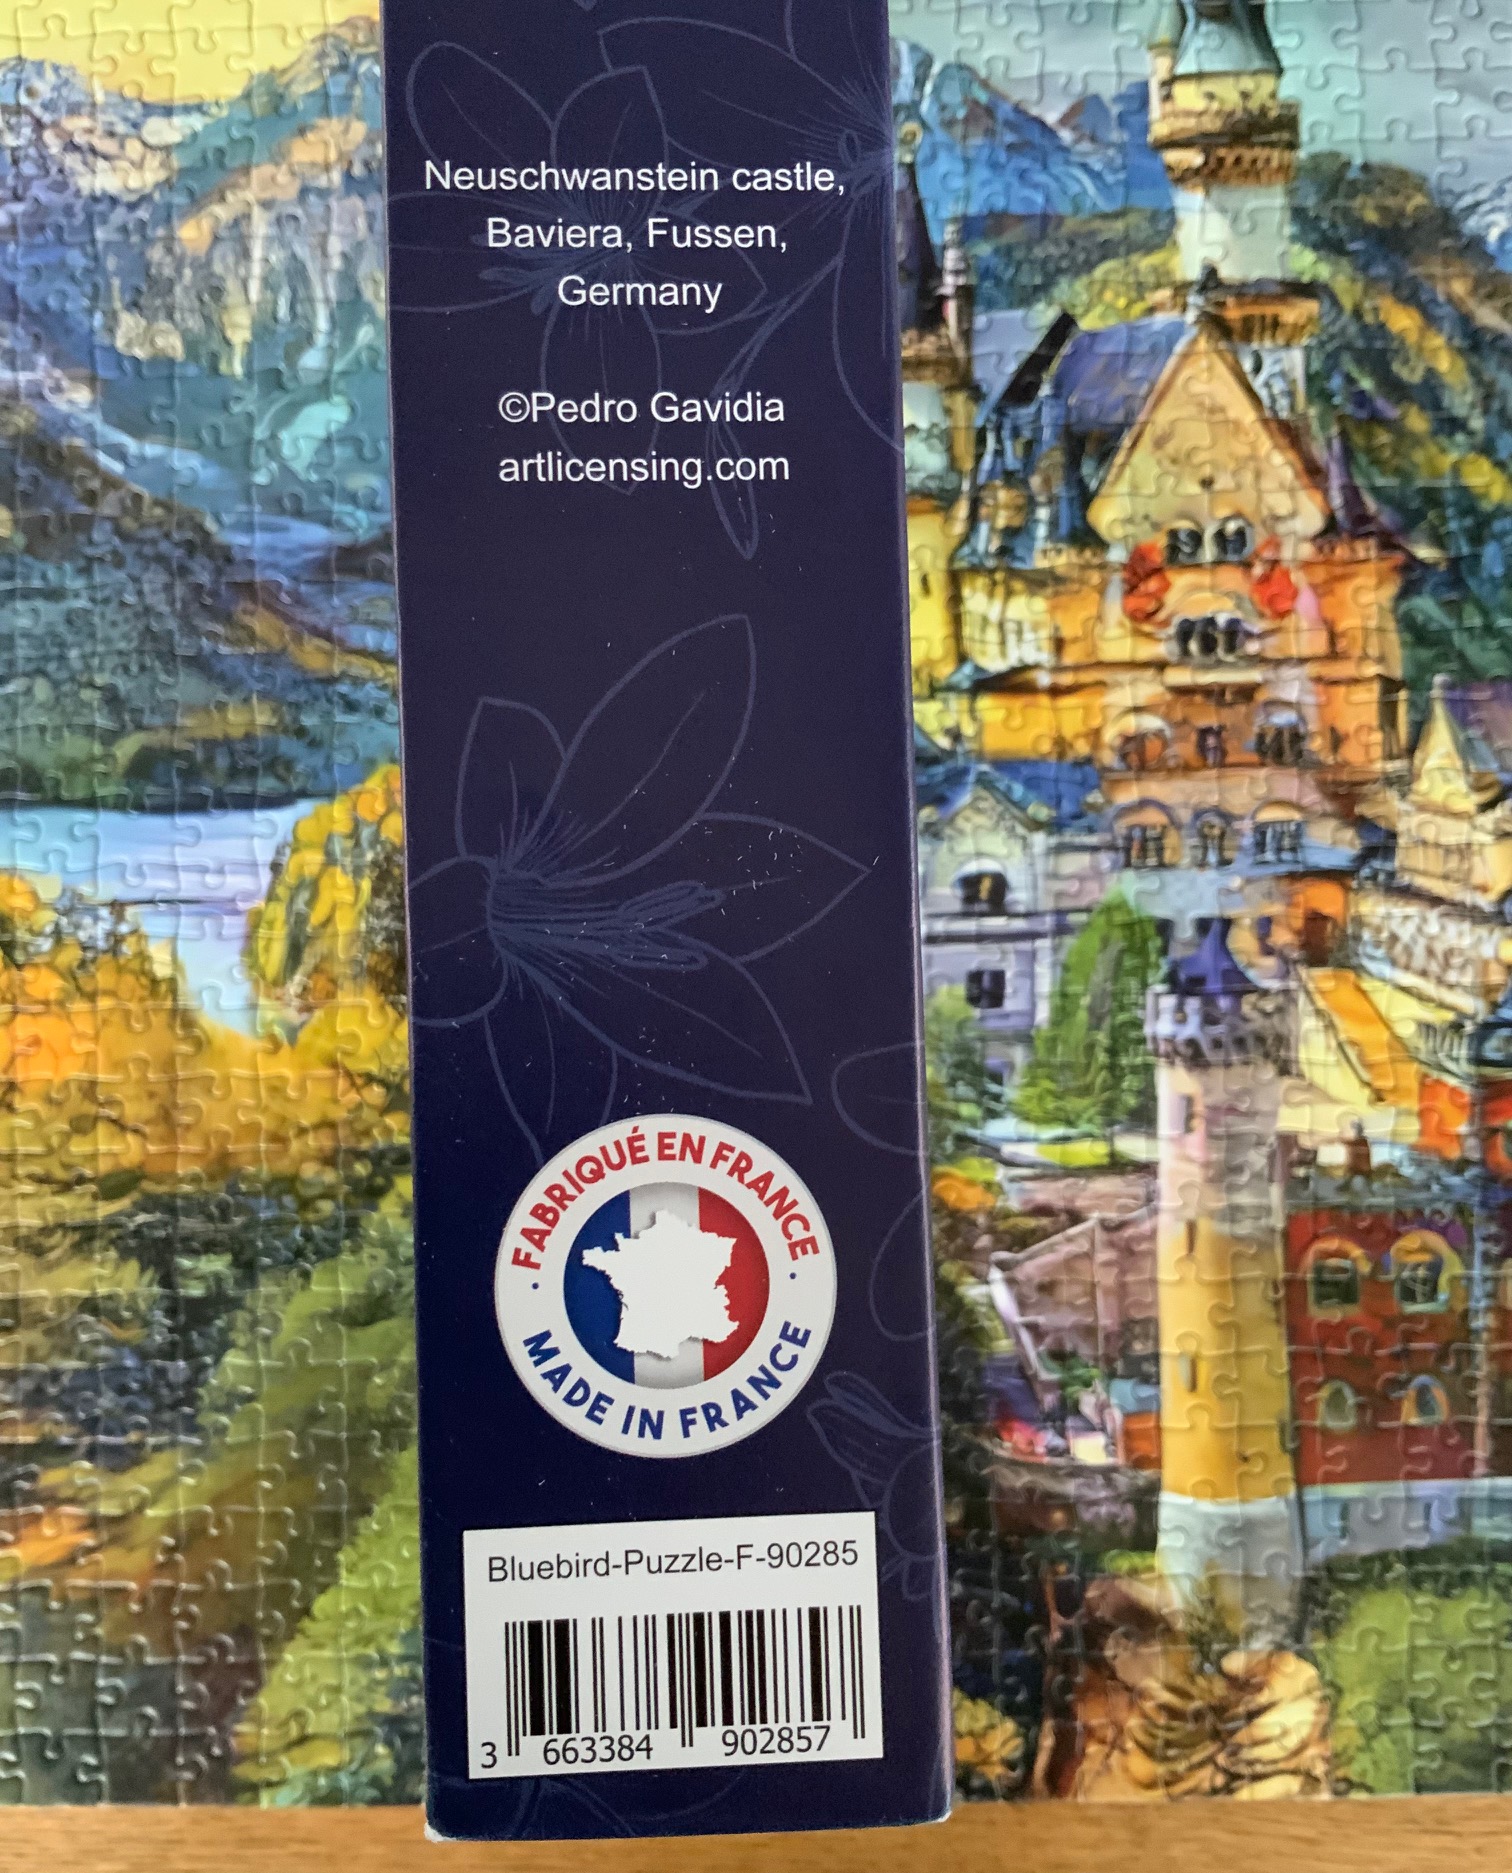 Neuschwanstein castle,
Baviera, Fussen,
Germany
©Pedro Gavidia
artlicensing.com
FABRIQUÉ EN FRANCE
MADE IN FRANCE
Bluebird-Puzzle-F-90285
3 663384 902857